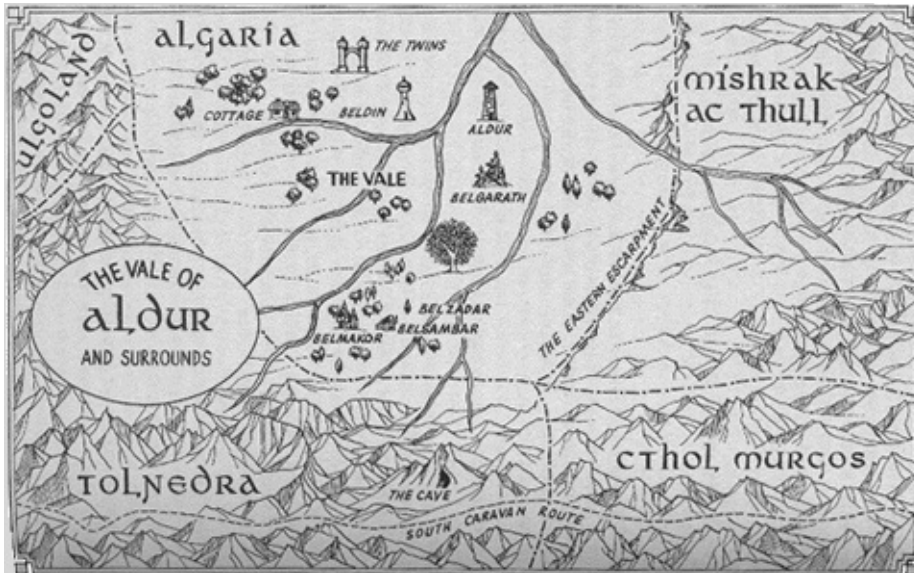 ULGOLAND
ALGARIA
THE TWINS
MISHRAK
AC THULL
COTTAGE
BELDIN
ALDUR
THE VALE
BELGARATH
THE VALE OF
ALDUR
AND SURROUNDS
THE EASTERN ESCARPMENT
BELZADAR
BELSAMBAR
BELMAKOR
TOLNEDRA
THE CAVE
CTHOL MURGOS
SOUTH CARAVAN ROUTE